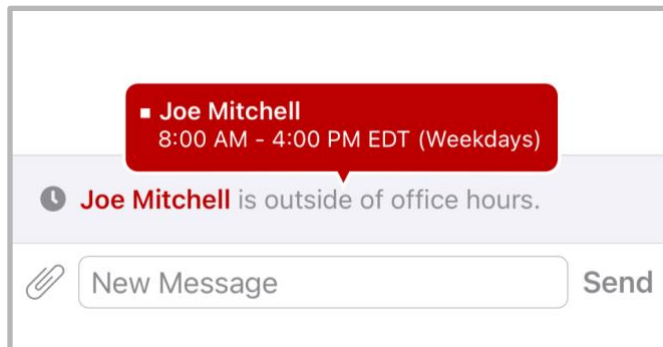 Joe Mitchell
8:00 AM - 4:00 PM EDT (Weekdays)
Joe Mitchell is outside of office hours.
New Message
Send